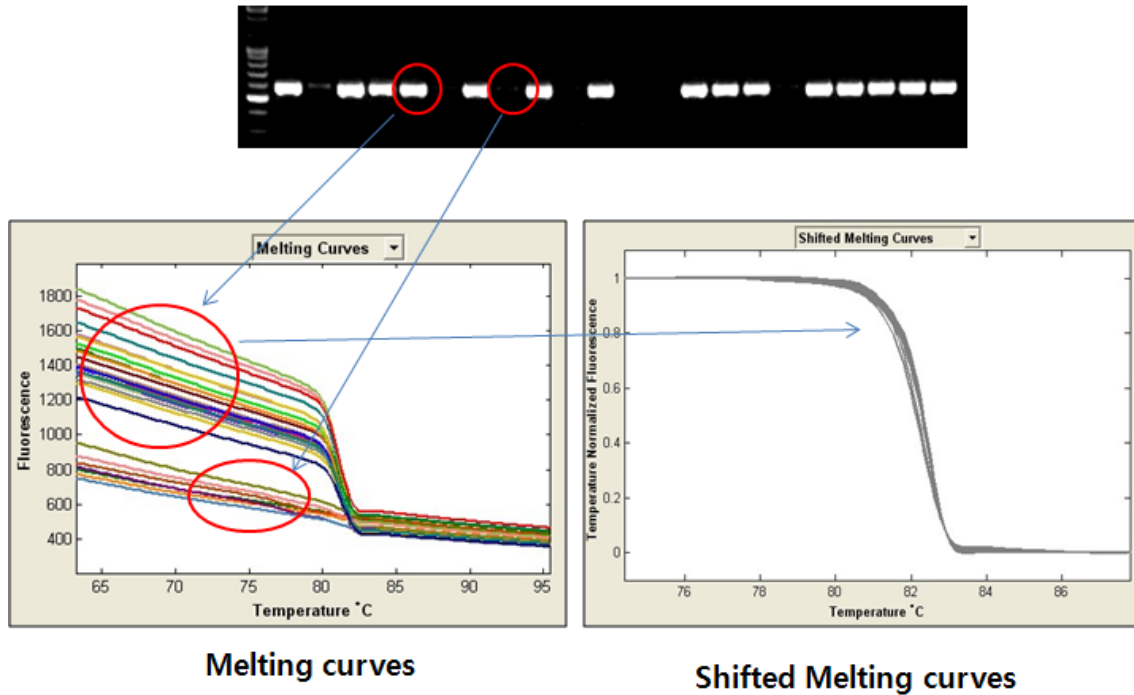 Melting Curves
1800
1600
1400
1200
1000
800
600
400
Fluorescence
65 70 75 80 85 90 95
Temperature °C
Shifted Melting Curves
1
0.8
0.6
0.4
0.2
0
Temperature Normalized Fluorescence
76 78 80 82 84 86
Temperature °C
Melting curves
Shifted Melting curves